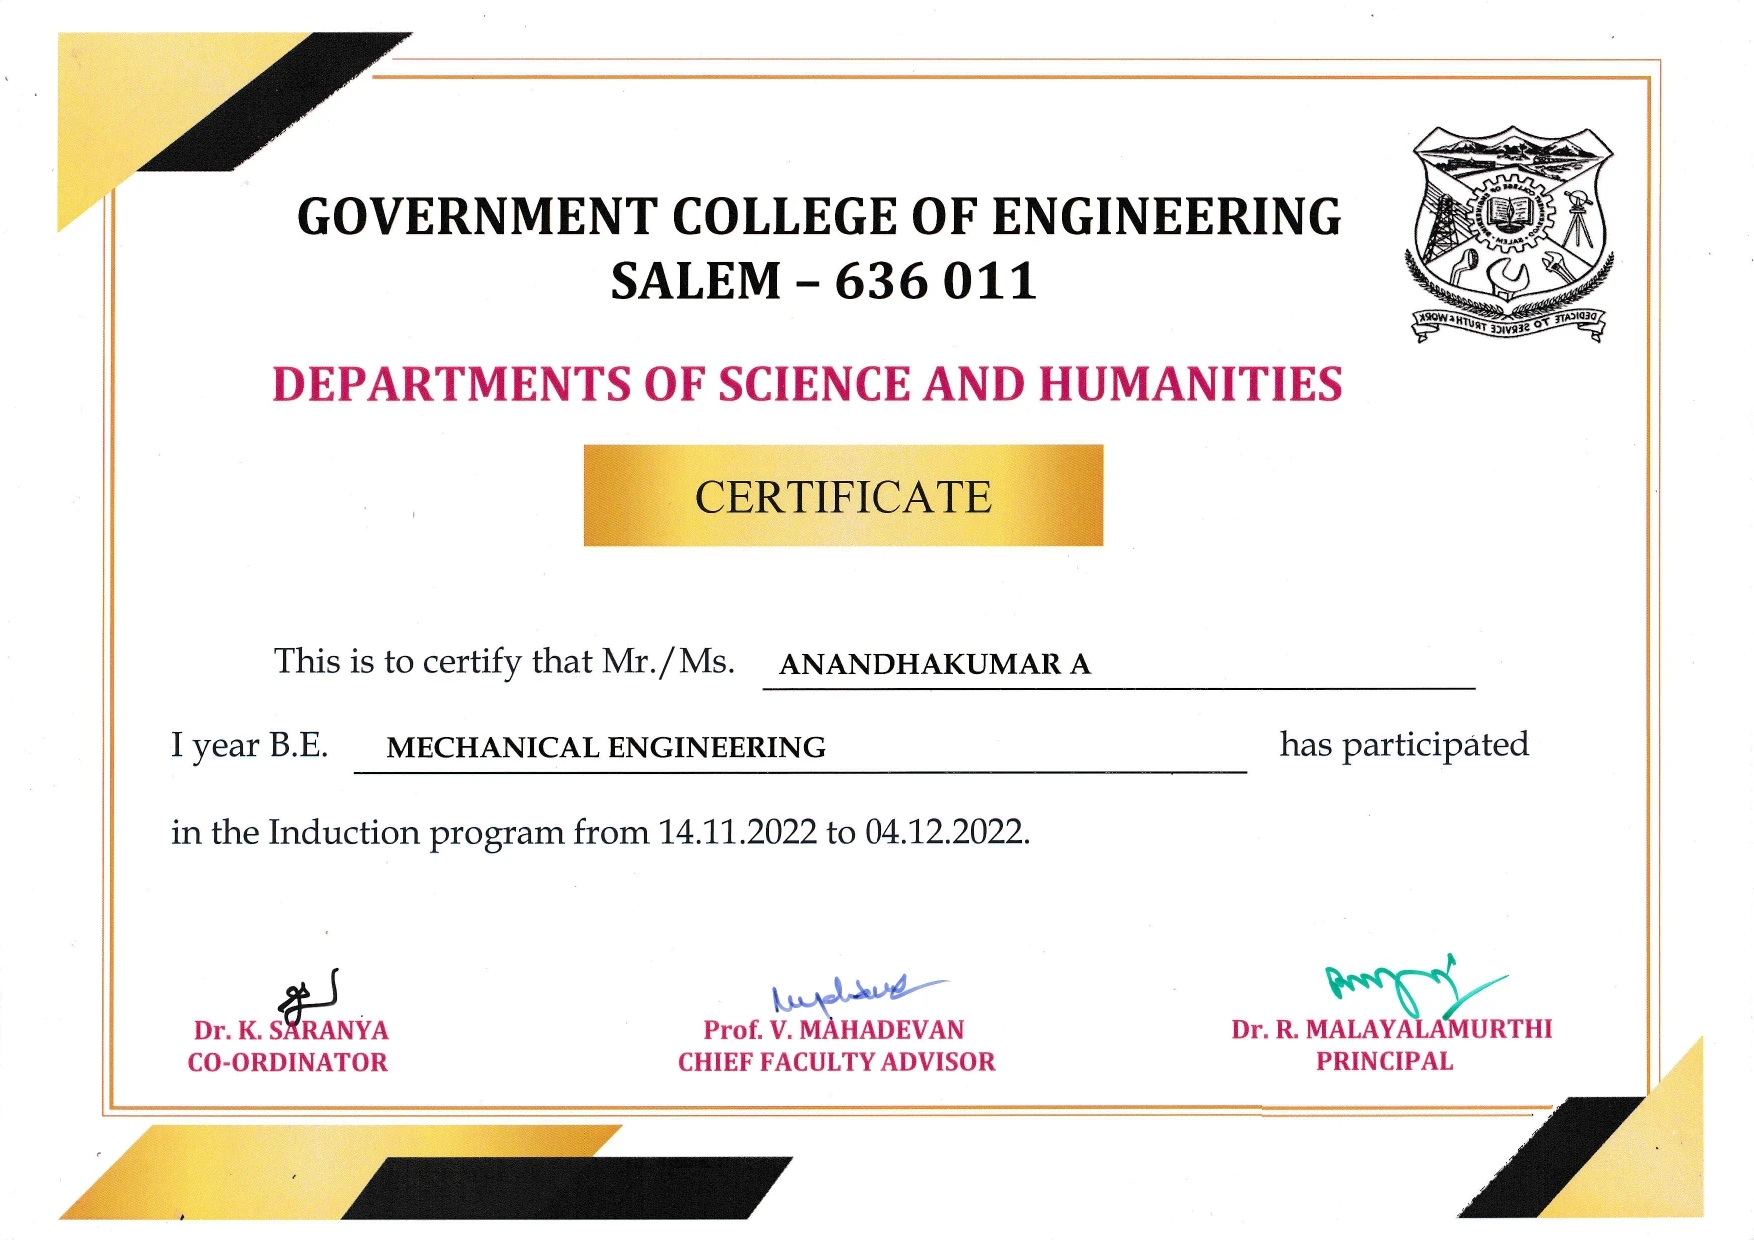 GOVERNMENT COLLEGE OF ENGINEERING
SALEM – 636 011
DEDICATE TO SERVICE TRUTH & WORK
DEPARTMENTS OF SCIENCE AND HUMANITIES
CERTIFICATE
This is to certify that Mr./Ms. ANANDHAKUMAR A
I year B.E. MECHANICAL ENGINEERING has participated
in the Induction program from 14.11.2022 to 04.12.2022.
Dr. K. SARANYA
CO-ORDINATOR
Prof. V. MAHADEVAN
CHIEF FACULTY ADVISOR
Dr. R. MALAYALAMURTHI
PRINCIPAL